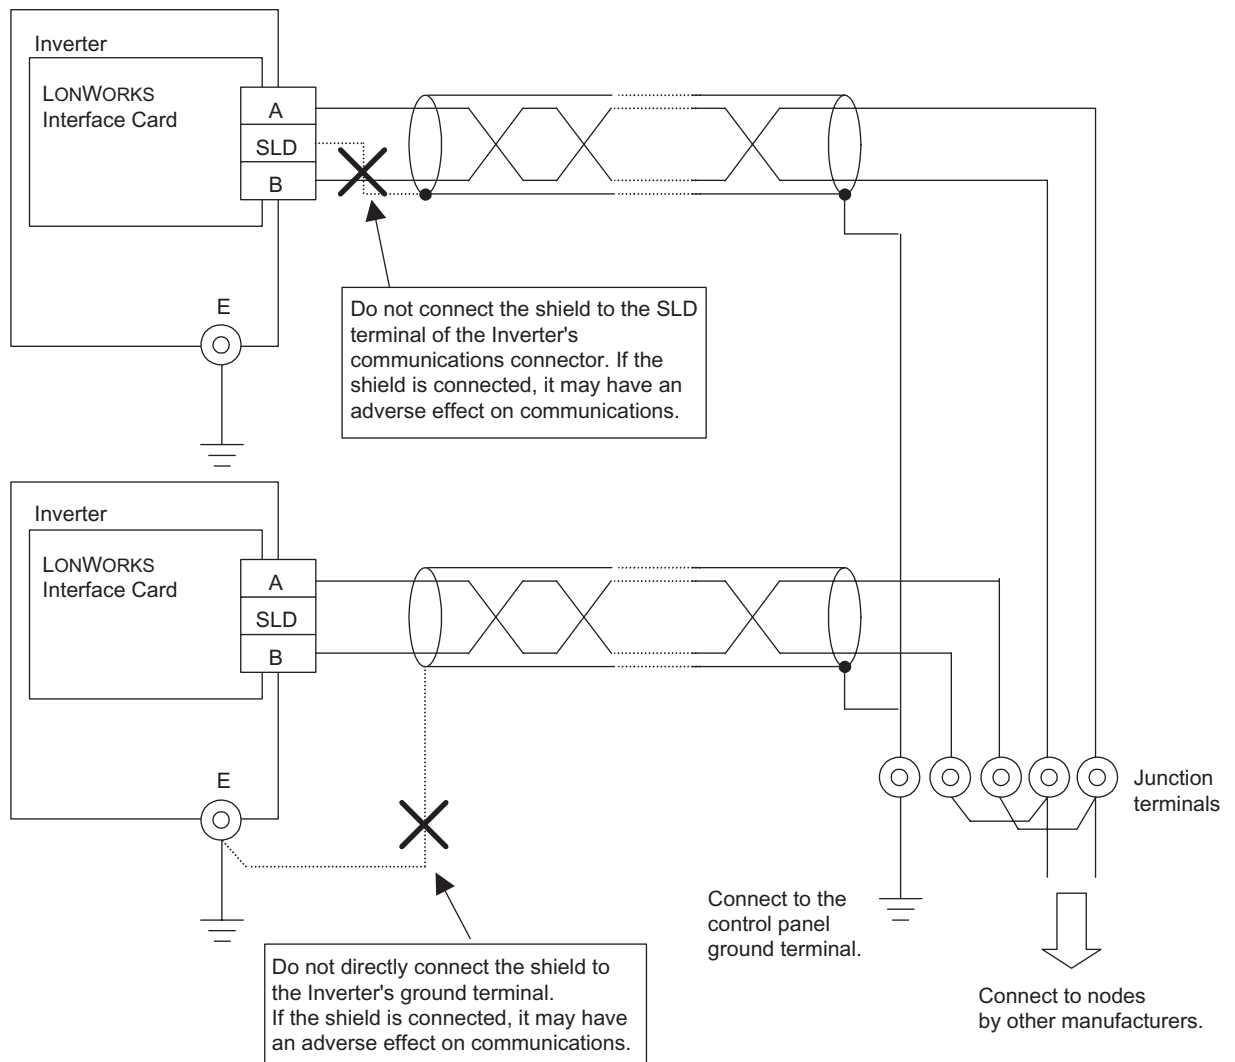 Inverter
LONWORKS
Interface Card
A
SLD
B
E
Do not connect the shield to the SLD
terminal of the Inverter's
communications connector. If the
shield is connected, it may have an
adverse effect on communications.
Inverter
LONWORKS
Interface Card
A
SLD
B
E
Junction
terminals
Connect to the
control panel
ground terminal.
Do not directly connect the shield to
the Inverter's ground terminal.
If the shield is connected, it may have
an adverse effect on communications.
Connect to nodes
by other manufacturers.